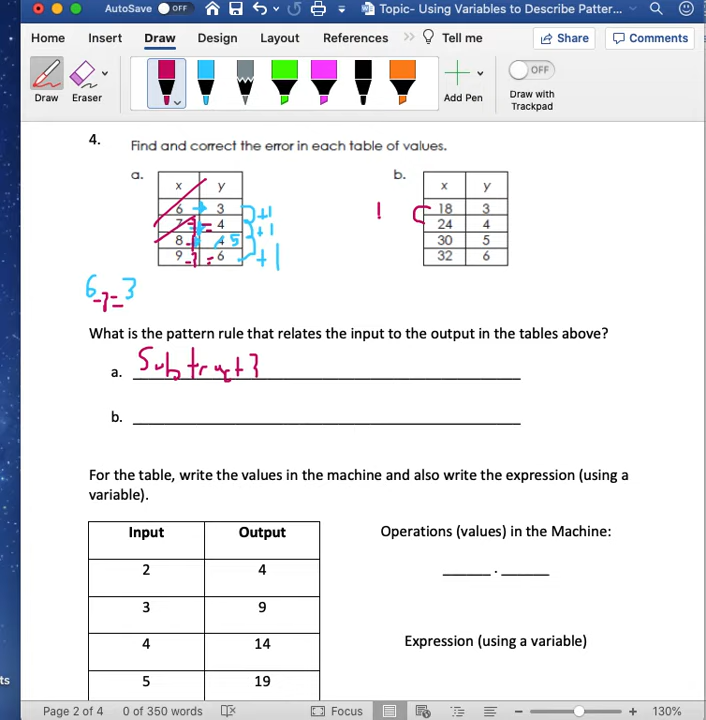 AutoSave OFF Topic- Using Variables to Describe Patter...
Home Insert Draw Design Layout References >> Tell me Share Comments
OFF
Draw Eraser Add Pen Draw with Trackpad
4. Find and correct the error in each table of values.
a. b.
x y x y
6 3 +1 18 3
7 -3 = 4 +1 24 4
8 -3 4 5 30 5
9 -3 = 6 +1 32 6
6 -3 = 3
What is the pattern rule that relates the input to the output in the tables above?
a. Subtract 3
b.
For the table, write the values in the machine and also write the expression (using a
variable).
Input Output Operations (values) in the Machine:
2 4
3 9
4 14 Expression (using a variable)
5 19
ts
Page 2 of 4 0 of 350 words Focus 130%